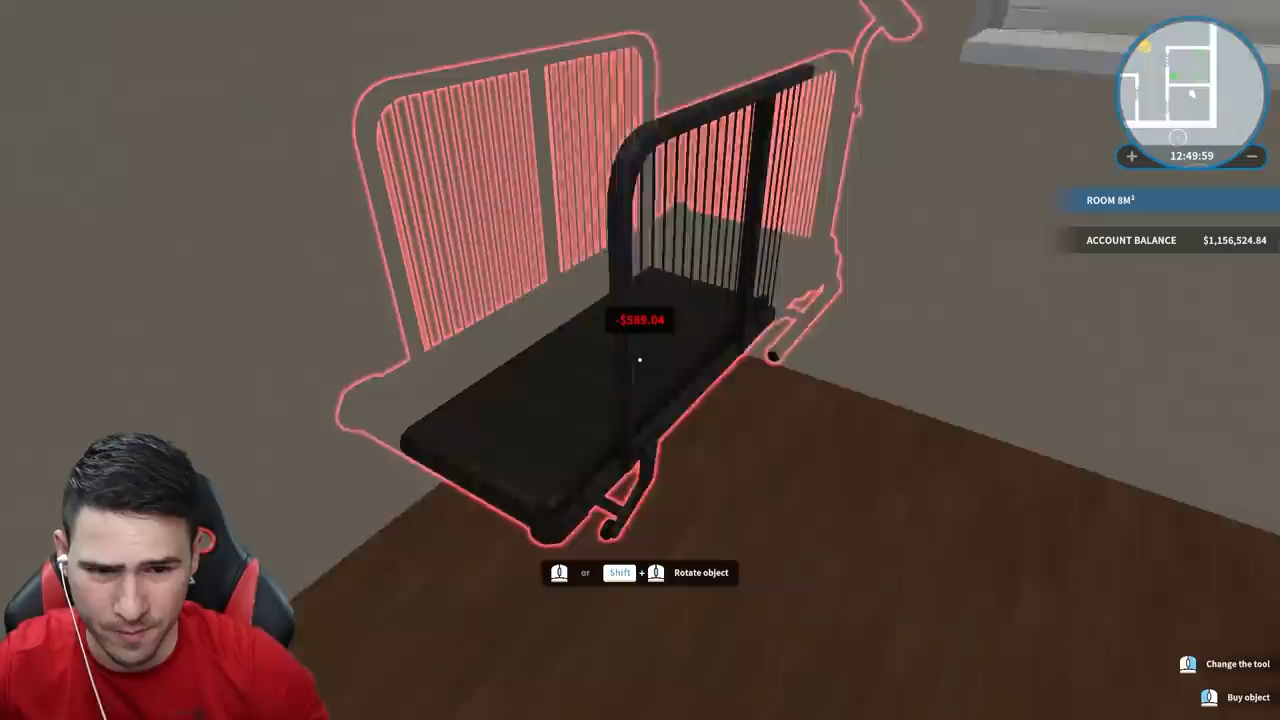 12:49:59
ROOM 8M²
ACCOUNT BALANCE $1,156,524.84
-$589.04
or Shift + Rotate object
Change the tool
Buy object